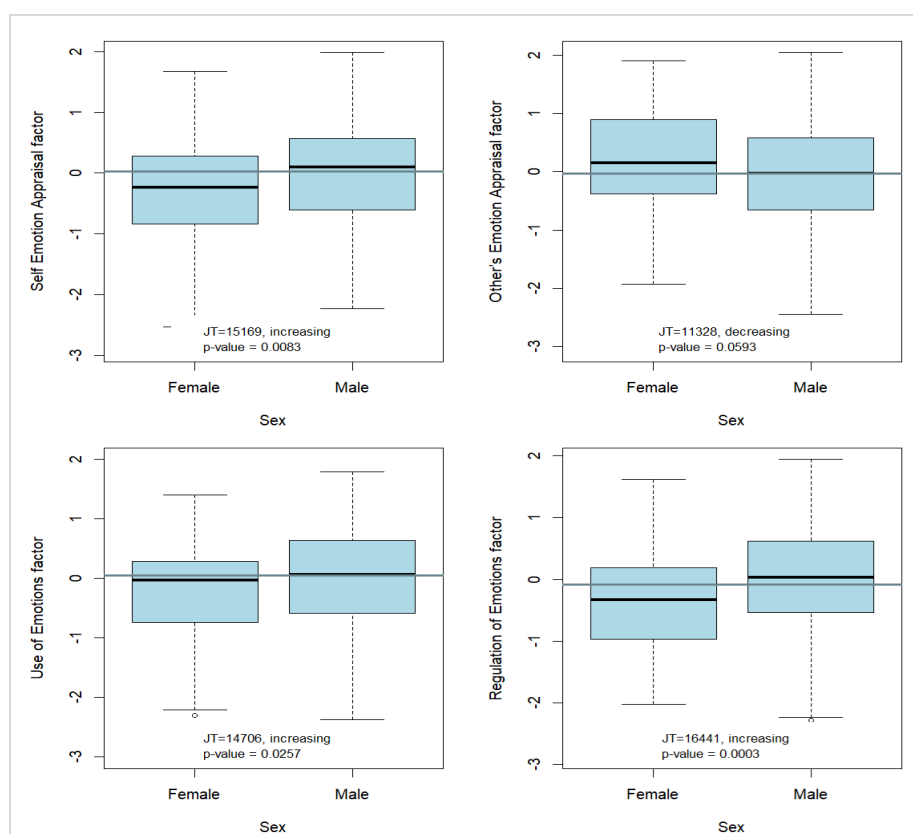 Self Emotion Appraisal factor
2
1
0
-1
-2
-3
JT=15169, increasing
p-value = 0.0083
Female Male
Sex
Other's Emotion Appraisal factor
2
1
0
-1
-2
-3
JT=11328, decreasing
p-value = 0.0593
Female Male
Sex
Use of Emotions factor
2
1
0
-1
-2
-3
JT=14706, increasing
p-value = 0.0257
Female Male
Sex
Regulation of Emotions factor
2
1
0
-1
-2
-3
JT=16441, increasing
p-value = 0.0003
Female Male
Sex